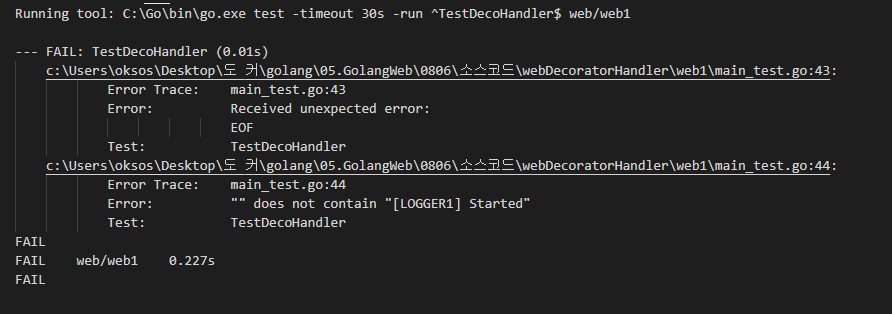 Running tool: C:\Go\bin\go.exe test -timeout 30s -run ^TestDecoHandler$ web/web1
--- FAIL: TestDecoHandler (0.01s)
c:\Users\oksos\Desktop\도 커\golang\05.GolangWeb\0806\소스코드\webDecoratorHandler\web1\main_test.go:43:
Error Trace: main_test.go:43
Error: Received unexpected error:
EOF
Test: TestDecoHandler
c:\Users\oksos\Desktop\도 커\golang\05.GolangWeb\0806\소스코드\webDecoratorHandler\web1\main_test.go:44:
Error Trace: main_test.go:44
Error: "" does not contain "[LOGGER1] Started"
Test: TestDecoHandler
FAIL
FAIL web/web1 0.227s
FAIL